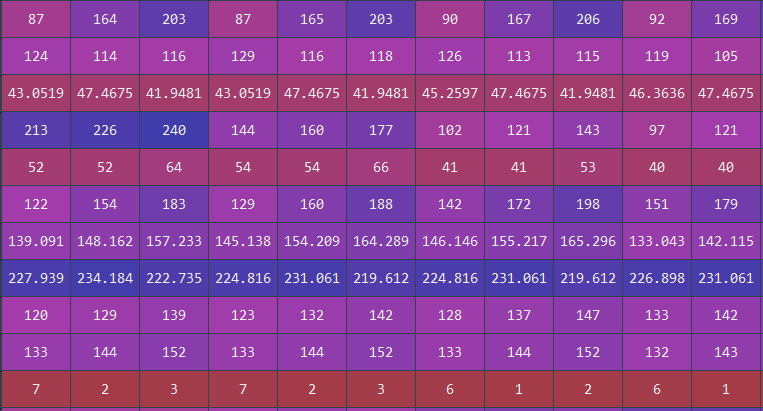 87 164 203 87 165 203 90 167 206 92 169
124 114 116 129 116 118 126 113 115 119 105
43.0519 47.4675 41.9481 43.0519 47.4675 41.9481 45.2597 47.4675 41.9481 46.3636 47.4675
213 226 240 144 160 177 102 121 143 97 121
52 52 64 54 54 66 41 41 53 40 40
122 154 183 129 160 188 142 172 198 151 179
139.091 148.162 157.233 145.138 154.209 164.289 146.146 155.217 165.296 133.043 142.115
227.939 234.184 222.735 224.816 231.061 219.612 224.816 231.061 219.612 226.898 231.061
120 129 139 123 132 142 128 137 147 133 142
133 144 152 133 144 152 133 144 152 132 143
7 2 3 7 2 3 6 1 2 6 1